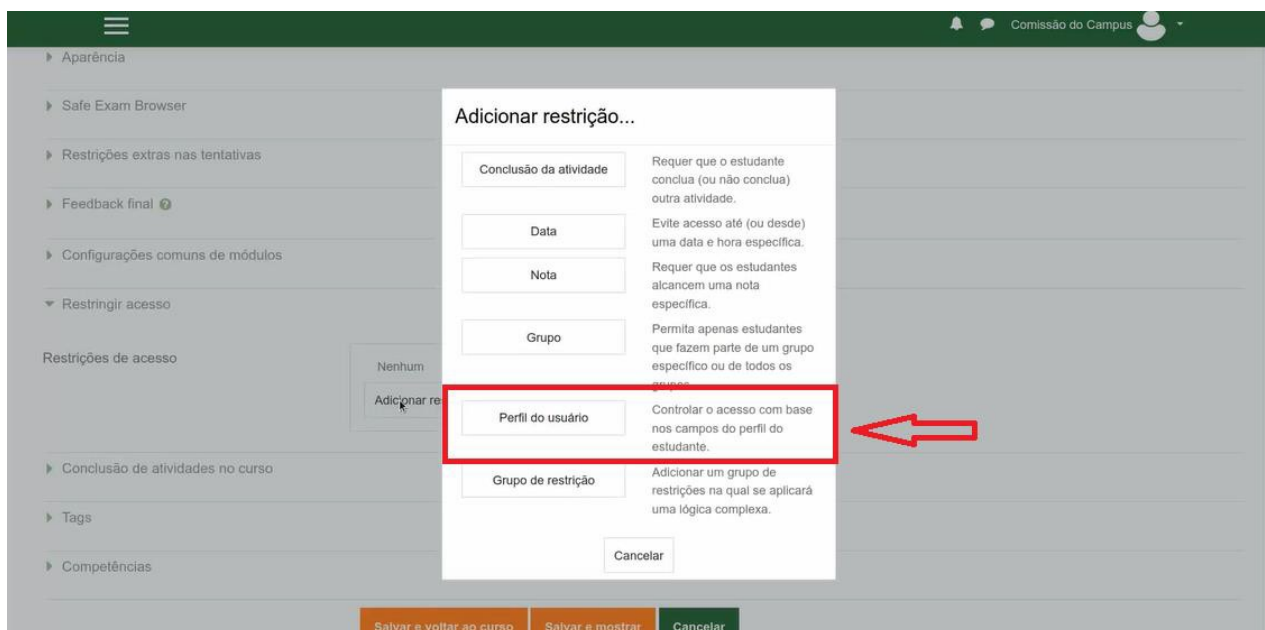 Comissão do Campus
Aparência
Safe Exam Browser
Restrições extras nas tentativas
Feedback final
Configurações comuns de módulos
Restringir acesso
Restrições de acesso
Nenhum
Adicionar re
Adicionar restrição...
Conclusão da atividade
Requer que o estudante
conclua (ou não conclua)
outra atividade.
Data
Evite acesso até (ou desde)
uma data e hora específica.
Nota
Requer que os estudantes
alcancem uma nota
específica.
Grupo
Permita apenas estudantes
que fazem parte de um grupo
específico ou de todos os
grupos.
Perfil do usuário
Controlar o acesso com base
nos campos do perfil do
estudante.
Grupo de restrição
Adicionar um grupo de
restrições na qual se aplicará
uma lógica complexa.
Cancelar
Conclusão de atividades no curso
Tags
Competências
Salvar e voltar ao curso
Salvar e mostrar
Cancelar